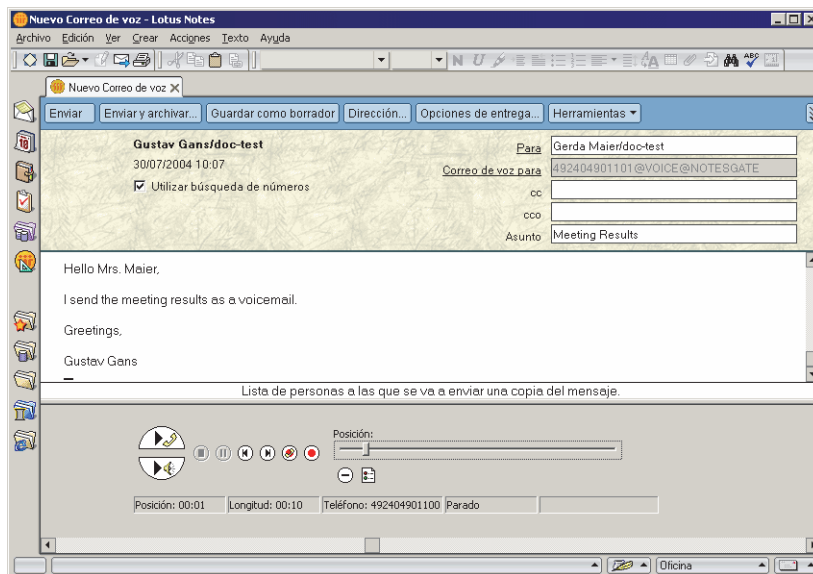 Nuevo Correo de voz - Lotus Notes
Archivo Edición Ver Crear Acciones Texto Ayuda
N U A ABC
Nuevo Correo de voz
Enviar Enviar y archivar... Guardar como borrador Dirección... Opciones de entrega... Herramientas
Gustav Gans/doc-test Para Gerda Maier/doc-test
30/07/2004 10:07 Correo de voz para 492404901101@VOICE@NOTESGATE
Utilizar búsqueda de números cc
cco
Asunto Meeting Results
18
Hello Mrs. Maier,
I send the meeting results as a voicemail.
Greetings,
Gustav Gans
Lista de personas a las que se va a enviar una copia del mensaje.
Posición:
Posición: 00:01 Longitud: 00:10 Teléfono: 492404901100 Parado
Oficina